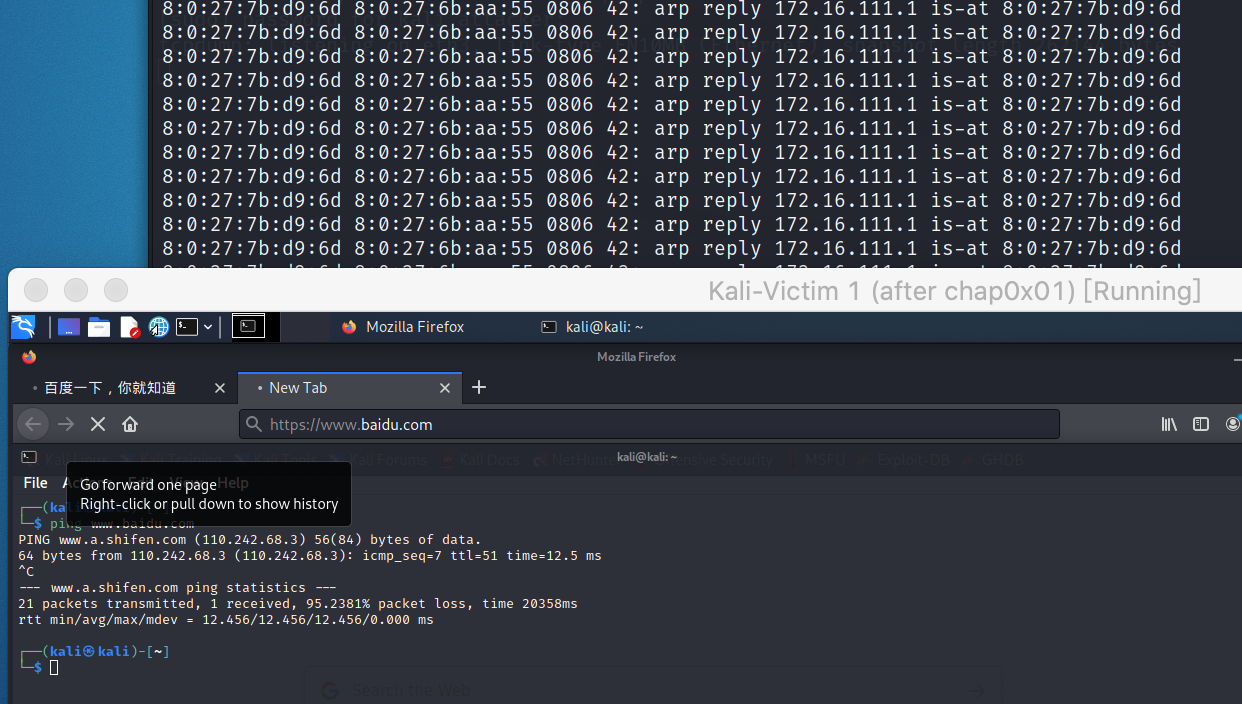 8:0:27:7b:d9:6d 8:0:27:6b:aa:55 0806 42: arp reply 172.16.111.1 is-at 8:0:27:7b:d9:6d
8:0:27:7b:d9:6d 8:0:27:6b:aa:55 0806 42: arp reply 172.16.111.1 is-at 8:0:27:7b:d9:6d
8:0:27:7b:d9:6d 8:0:27:6b:aa:55 0806 42: arp reply 172.16.111.1 is-at 8:0:27:7b:d9:6d
8:0:27:7b:d9:6d 8:0:27:6b:aa:55 0806 42: arp reply 172.16.111.1 is-at 8:0:27:7b:d9:6d
8:0:27:7b:d9:6d 8:0:27:6b:aa:55 0806 42: arp reply 172.16.111.1 is-at 8:0:27:7b:d9:6d
8:0:27:7b:d9:6d 8:0:27:6b:aa:55 0806 42: arp reply 172.16.111.1 is-at 8:0:27:7b:d9:6d
8:0:27:7b:d9:6d 8:0:27:6b:aa:55 0806 42: arp reply 172.16.111.1 is-at 8:0:27:7b:d9:6d
8:0:27:7b:d9:6d 8:0:27:6b:aa:55 0806 42: arp reply 172.16.111.1 is-at 8:0:27:7b:d9:6d
8:0:27:7b:d9:6d 8:0:27:6b:aa:55 0806 42: arp reply 172.16.111.1 is-at 8:0:27:7b:d9:6d
8:0:27:7b:d9:6d 8:0:27:6b:aa:55 0806 42: arp reply 172.16.111.1 is-at 8:0:27:7b:d9:6d
8:0:27:7b:d9:6d 8:0:27:6b:aa:55 0806 42: arp reply 172.16.111.1 is-at 8:0:27:7b:d9:6d
Kali-Victim 1 (after chap0x01) [Running]
Mozilla Firefox kali@kali: ~
Mozilla Firefox
百度一下，你就知道 New Tab
https://www.baidu.com
Kali Linux Kali Training Kali Tools Kali Forums Kali Docs NetHunter Offensive Security MSFU Exploit-DB GHDB
kali@kali: ~
File Actions Edit View Help
Go forward one page
Right-click or pull down to show history
┌──(kali
└─$ ping www.baidu.com
PING www.a.shifen.com (110.242.68.3) 56(84) bytes of data.
64 bytes from 110.242.68.3 (110.242.68.3): icmp_seq=7 ttl=51 time=12.5 ms
^C
--- www.a.shifen.com ping statistics ---
21 packets transmitted, 1 received, 95.2381% packet loss, time 20358ms
rtt min/avg/max/mdev = 12.456/12.456/12.456/0.000 ms
┌──(kali㉿kali)-[~]
└─$
Search the Web